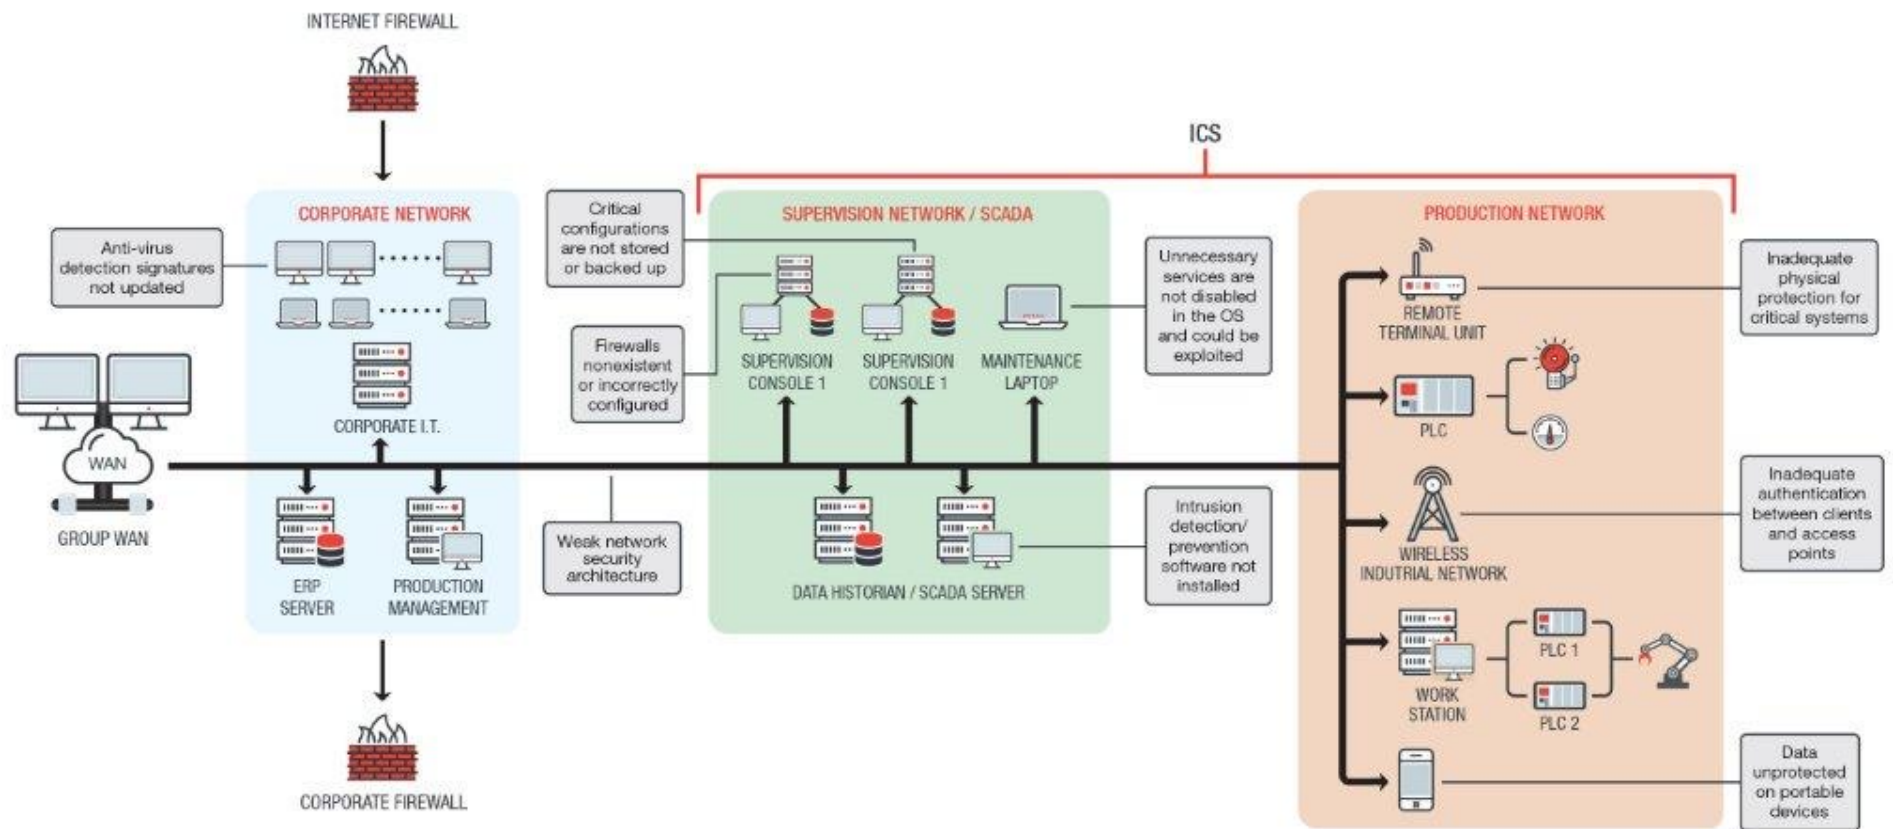 INTERNET FIREWALL
ICS
CORPORATE NETWORK
Anti-virus
detection signatures
not updated
CORPORATE I.T.
WAN
GROUP WAN
ERP
SERVER
PRODUCTION
MANAGEMENT
CORPORATE FIREWALL
Critical
configurations
are not stored
or backed up
Firewalls
nonexistent
or incorrectly
configured
Weak network
security
architecture
SUPERVISION NETWORK / SCADA
SUPERVISION
CONSOLE 1
SUPERVISION
CONSOLE 1
MAINTENANCE
LAPTOP
DATA HISTORIAN / SCADA SERVER
Unnecessary
services are
not disabled
in the OS
and could be
exploited
Intrusion
detection/
prevention
software not
installed
PRODUCTION NETWORK
REMOTE
TERMINAL UNIT
PLC
WIRELESS
INDUTRIAL NETWORK
WORK
STATION
PLC 1
PLC 2
Inadequate
physical
protection for
critical systems
Inadequate
authentication
between clients
and access
points
Data
unprotected
on portable
devices